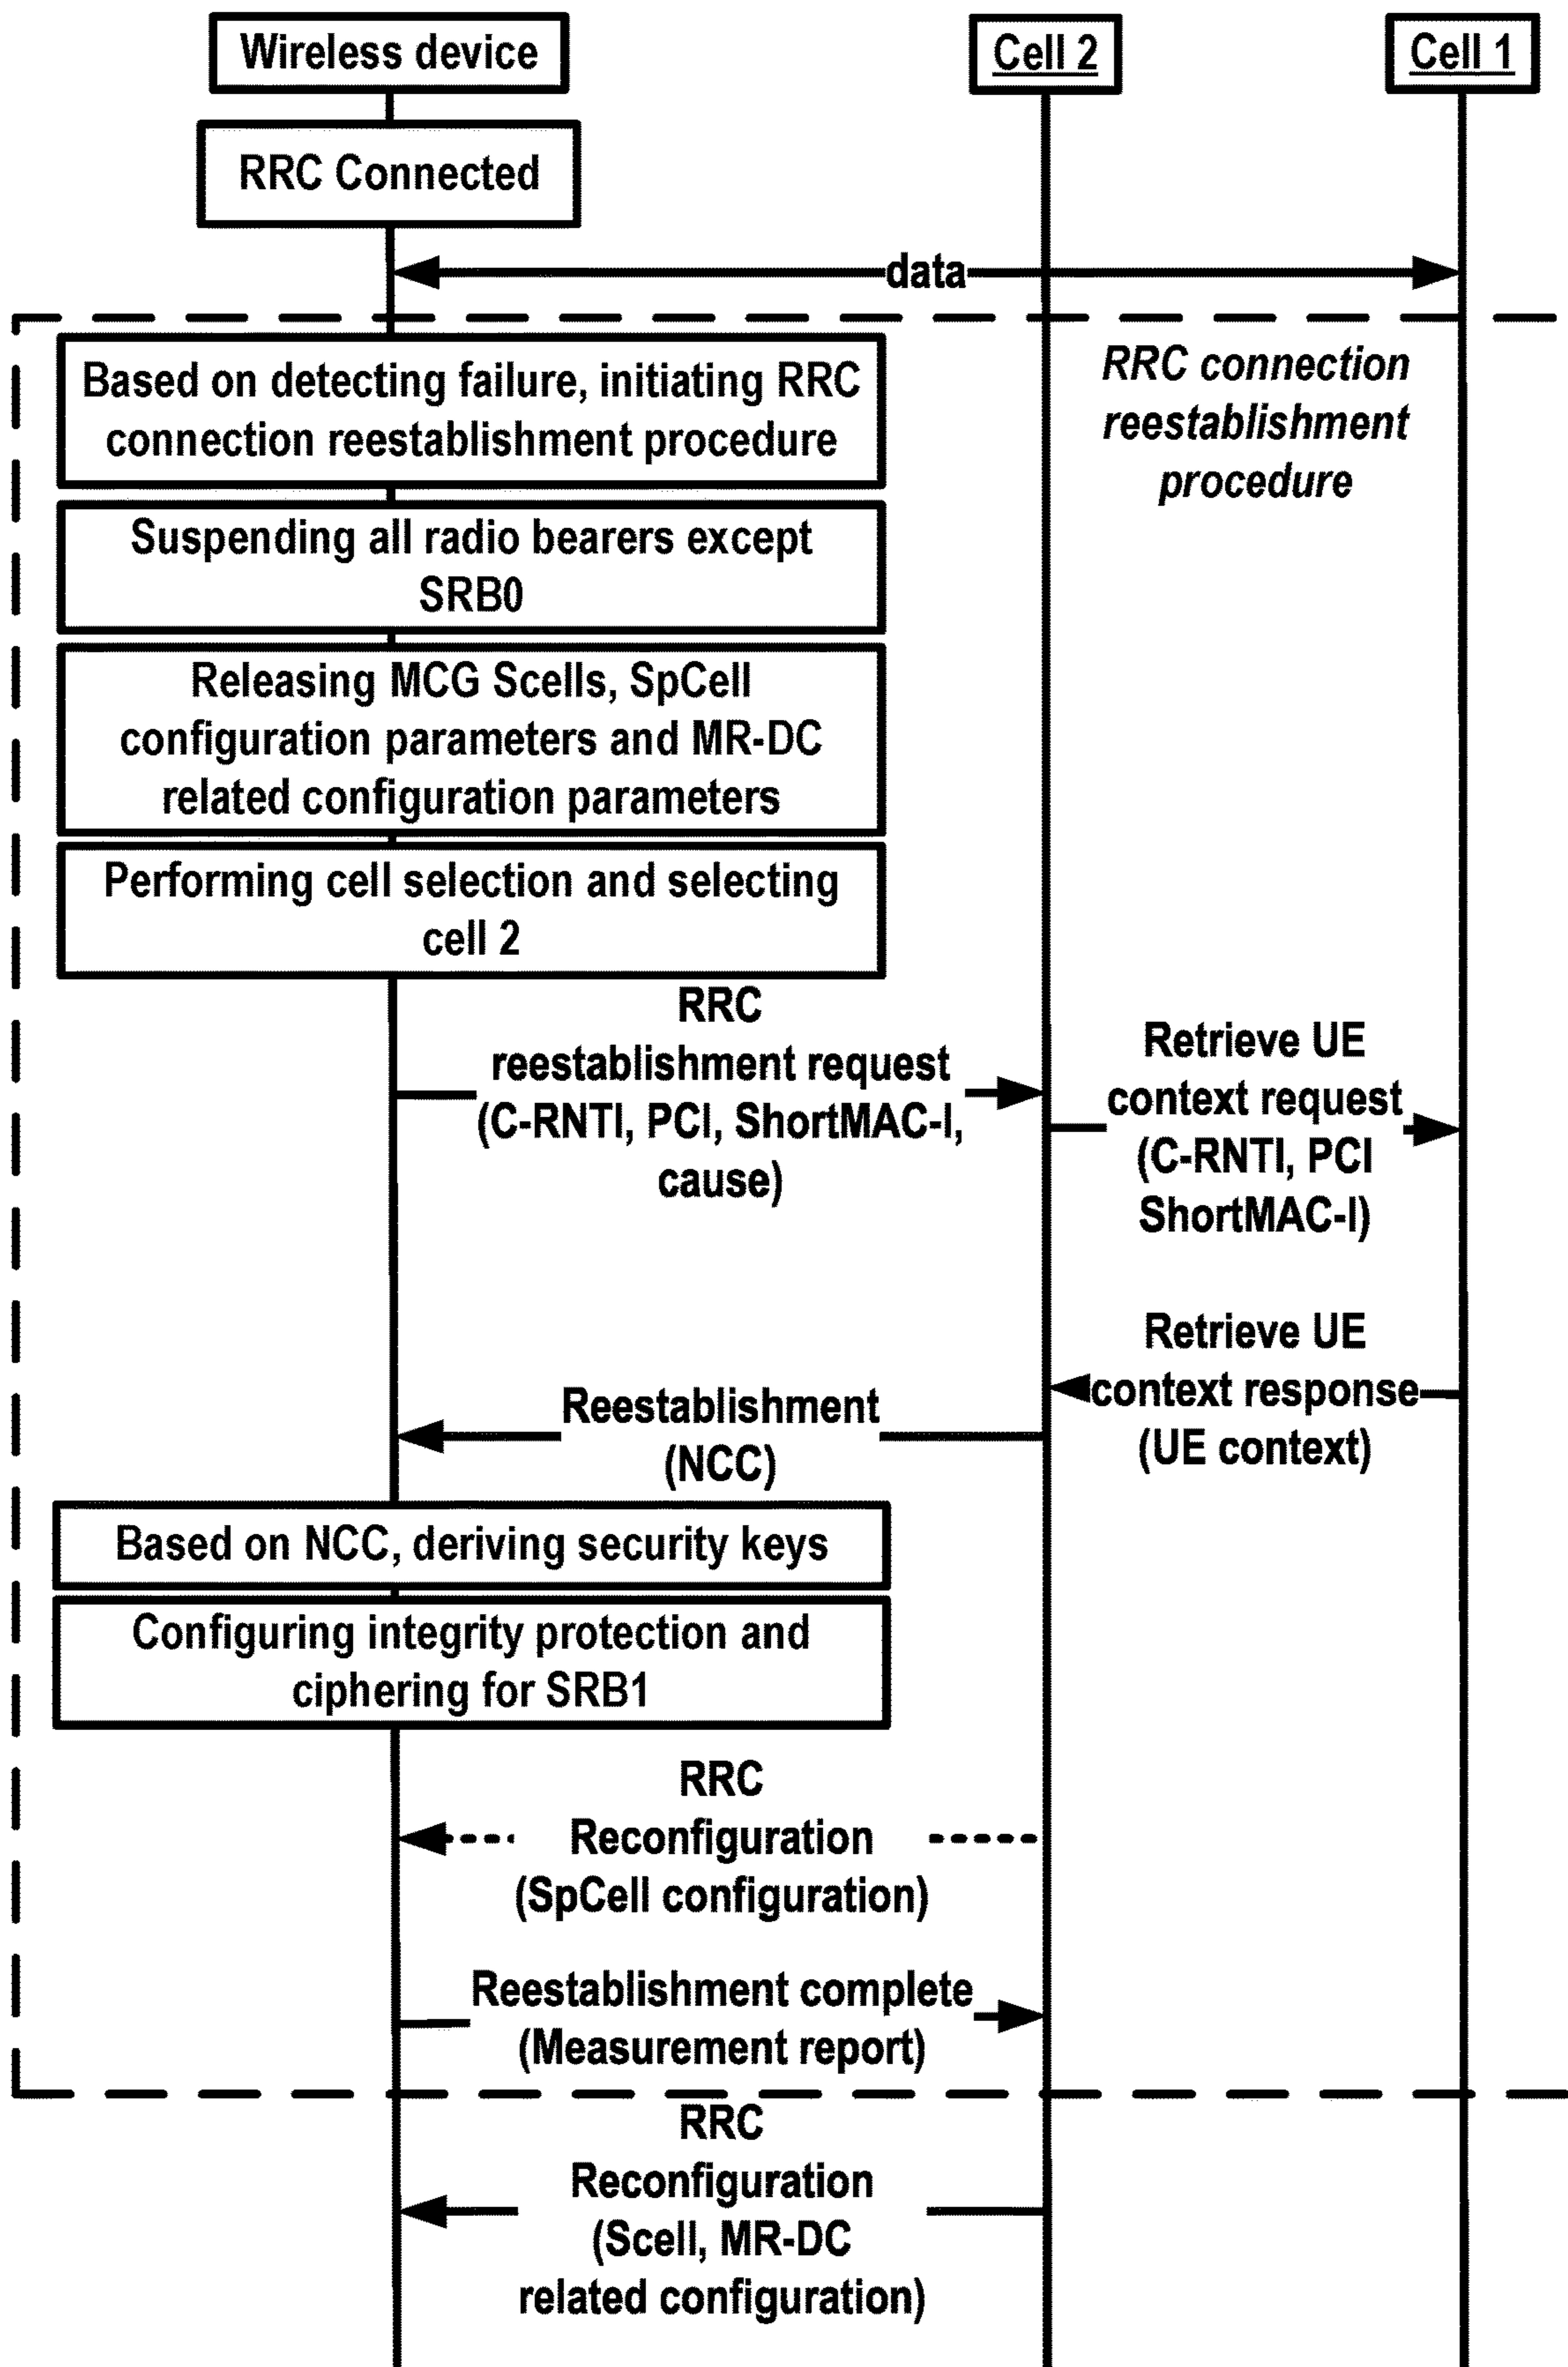 Wireless device
Cell 2
Cell 1
RRC Connected
data
RRC connection
reestablishment
procedure
Based on detecting failure, initiating RRC
connection reestablishment procedure
Suspending all radio bearers except
SRB0
Releasing MCG Scells, SpCell
configuration parameters and MR-DC
related configuration parameters
Performing cell selection and selecting
cell 2
RRC
reestablishment request
(C-RNTI, PCI, ShortMAC-I,
cause)
Retrieve UE
context request
(C-RNTI, PCI
ShortMAC-I)
Retrieve UE
context response
(UE context)
Reestablishment
(NCC)
Based on NCC, deriving security keys
Configuring integrity protection and
ciphering for SRB1
RRC
Reconfiguration
(SpCell configuration)
Reestablishment complete
(Measurement report)
RRC
Reconfiguration
(Scell, MR-DC
related configuration)